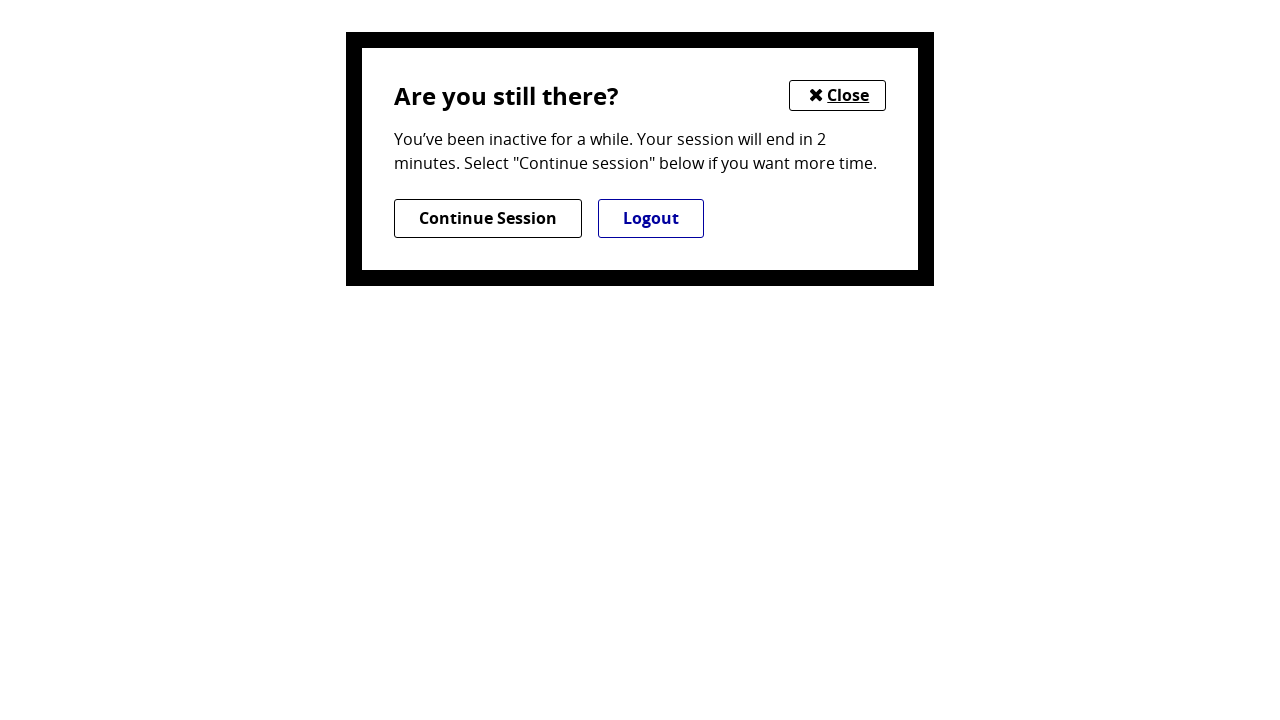 Are you still there?
✖ Close
You’ve been inactive for a while. Your session will end in 2
minutes. Select "Continue session" below if you want more time.
Continue Session
Logout